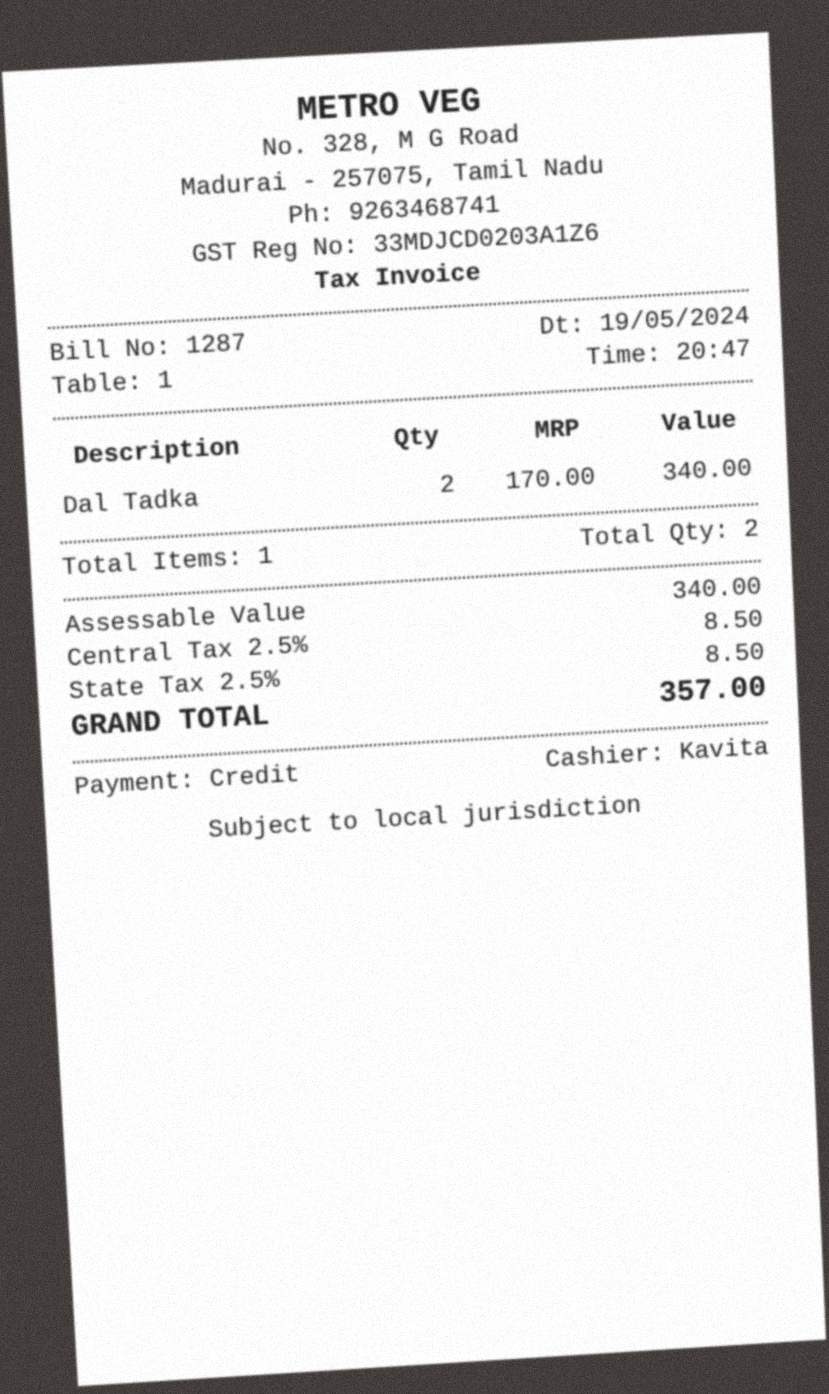 METRO VEG
No. 328, M G Road
Madurai - 257075, Tamil Nadu
Ph: 9263468741
GST Reg No: 33MDJCD0203A1Z6
Tax Invoice
Bill No: 1287 Dt: 19/05/2024
Table: 1 Time: 20:47
Description Qty MRP Value
Dal Tadka 2 170.00 340.00
Total Items: 1 Total Qty: 2
Assessable Value 340.00
Central Tax 2.5% 8.50
State Tax 2.5% 8.50
GRAND TOTAL 357.00
Payment: Credit Cashier: Kavita
Subject to local jurisdiction